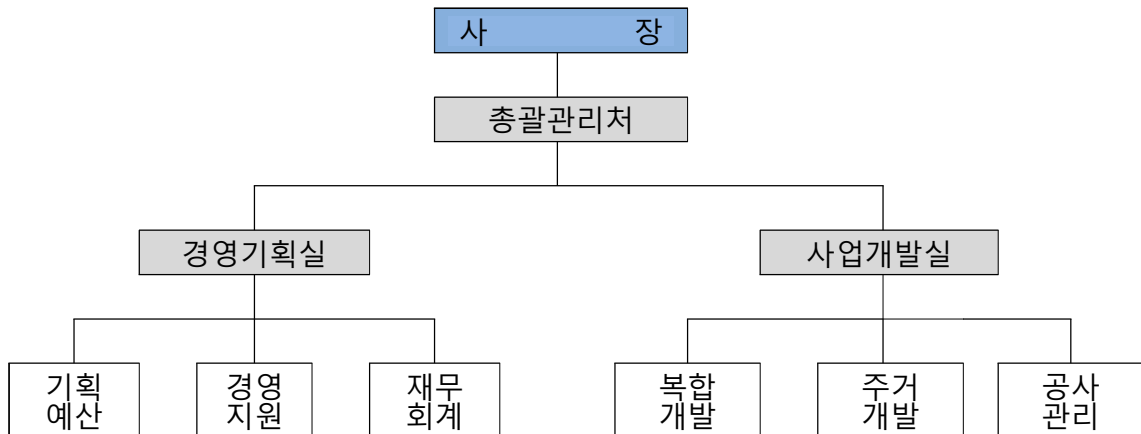 사 장
총괄관리처
경영기획실 사업개발실
기획 경영 재무 복합 주거 공사
예산 지원 회계 개발 개발 관리